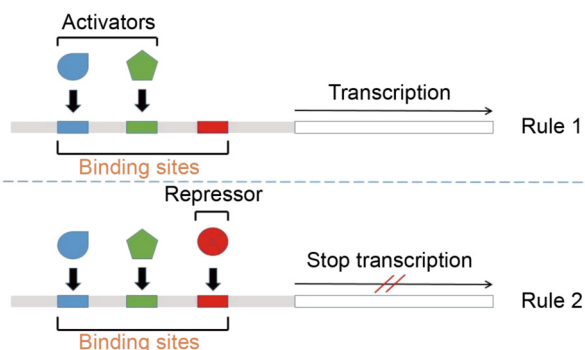 Activators
Transcription
Rule 1
Binding sites
Repressor
Stop transcription
Rule 2
Binding sites